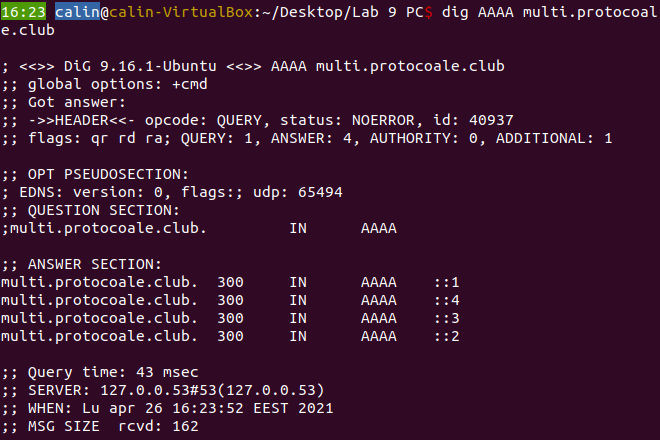 16:23 calin@calin-VirtualBox:~/Desktop/Lab 9 PC$ dig AAAA multi.protocoal
e.club
; <<>> DiG 9.16.1-Ubuntu <<>> AAAA multi.protocoale.club
;; global options: +cmd
;; Got answer:
;; ->>HEADER<<- opcode: QUERY, status: NOERROR, id: 40937
;; flags: qr rd ra; QUERY: 1, ANSWER: 4, AUTHORITY: 0, ADDITIONAL: 1
;; OPT PSEUDOSECTION:
; EDNS: version: 0, flags:; udp: 65494
;; QUESTION SECTION:
;multi.protocoale.club. IN AAAA
;; ANSWER SECTION:
multi.protocoale.club. 300 IN AAAA ::1
multi.protocoale.club. 300 IN AAAA ::4
multi.protocoale.club. 300 IN AAAA ::3
multi.protocoale.club. 300 IN AAAA ::2
;; Query time: 43 msec
;; SERVER: 127.0.0.53#53(127.0.0.53)
;; WHEN: Lu apr 26 16:23:52 EEST 2021
;; MSG SIZE rcvd: 162